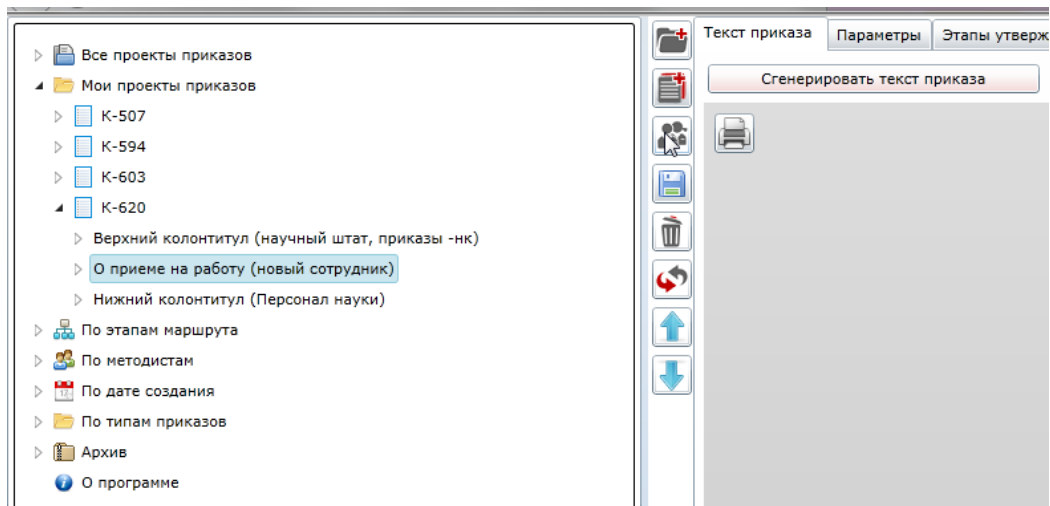 Все проекты приказов
Мои проекты приказов
К-507
К-594
К-603
К-620
Верхний колонтитул (научный штат, приказы -нк)
О приеме на работу (новый сотрудник)
Нижний колонтитул (Персонал науки)
По этапам маршрута
По методистам
По дате создания
По типам приказов
Архив
О программе
Текст приказа Параметры Этапы утверж
Сгенерировать текст приказа